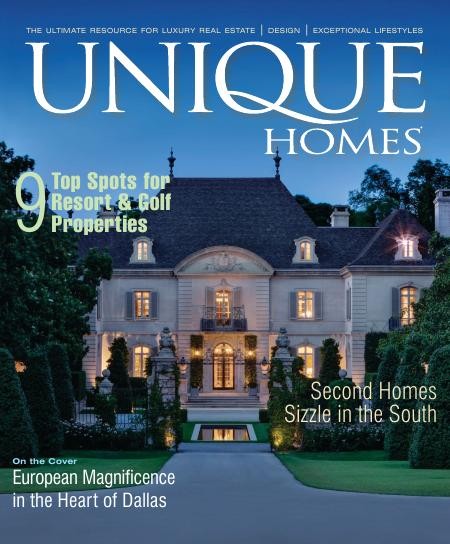 THE ULTIMATE RESOURCE FOR LUXURY REAL ESTATE | DESIGN | EXCEPTIONAL LIFESTYLES
UNIQUE
HOMES
9 Top Spots for
Resort & Golf
Properties
Second Homes
Sizzle in the South
On the Cover
European Magnificence
in the Heart of Dallas